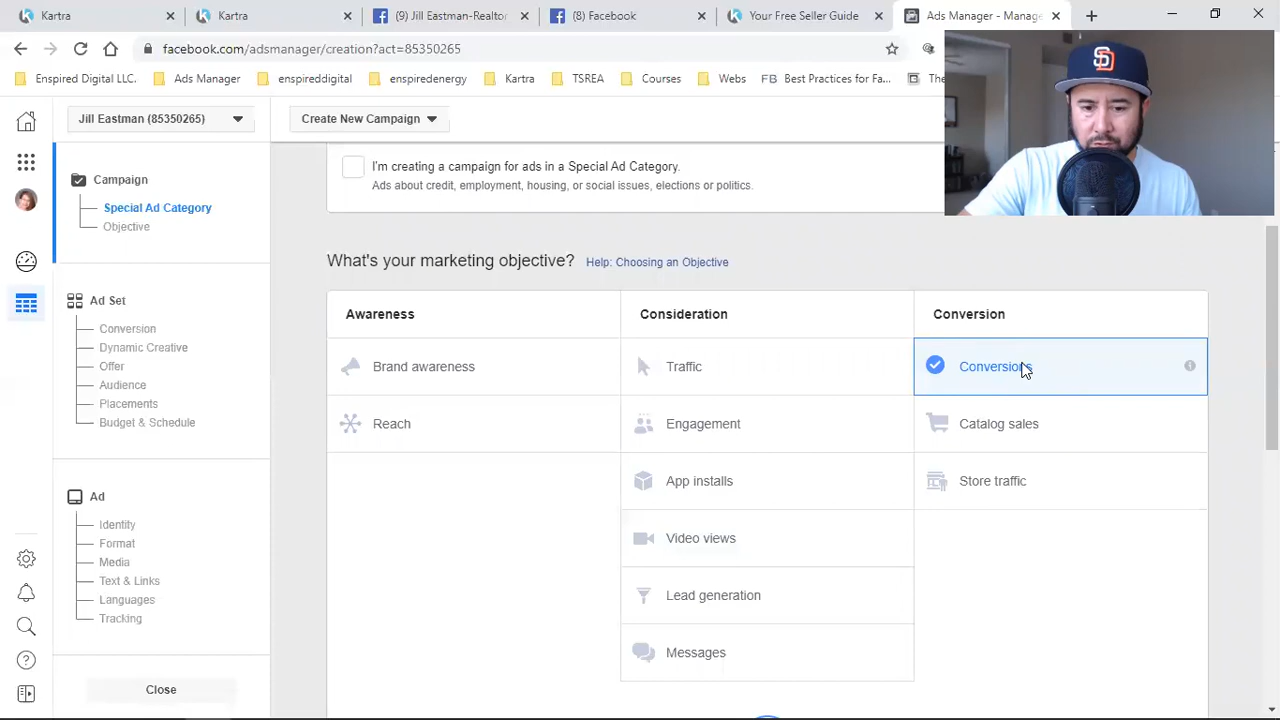 Kartra
Kartra
(9) Jill Eastman-Realtor
(8) Facebook
Your Free Seller Guide
Ads Manager - Manage
facebook.com/adsmanager/creation?act=85350265
Enspired Digital LLC.
Ads Manager
enspireddigital
enspiredenergy
Kartra
TSREA
Courses
Webs
FB Best Practices for Fa...
The
SD
Jill Eastman (85350265)
Create New Campaign
Campaign
Special Ad Category
Objective
Ad Set
Conversion
Dynamic Creative
Offer
Audience
Placements
Budget & Schedule
Ad
Identity
Format
Media
Text & Links
Languages
Tracking
Close
I'm creating a campaign for ads in a Special Ad Category.
Ads about credit, employment, housing, or social issues, elections or politics.
What's your marketing objective? Help: Choosing an Objective
Awareness
Consideration
Conversion
Brand awareness
Traffic
Conversions
Reach
Engagement
Catalog sales
App installs
Store traffic
Video views
Lead generation
Messages